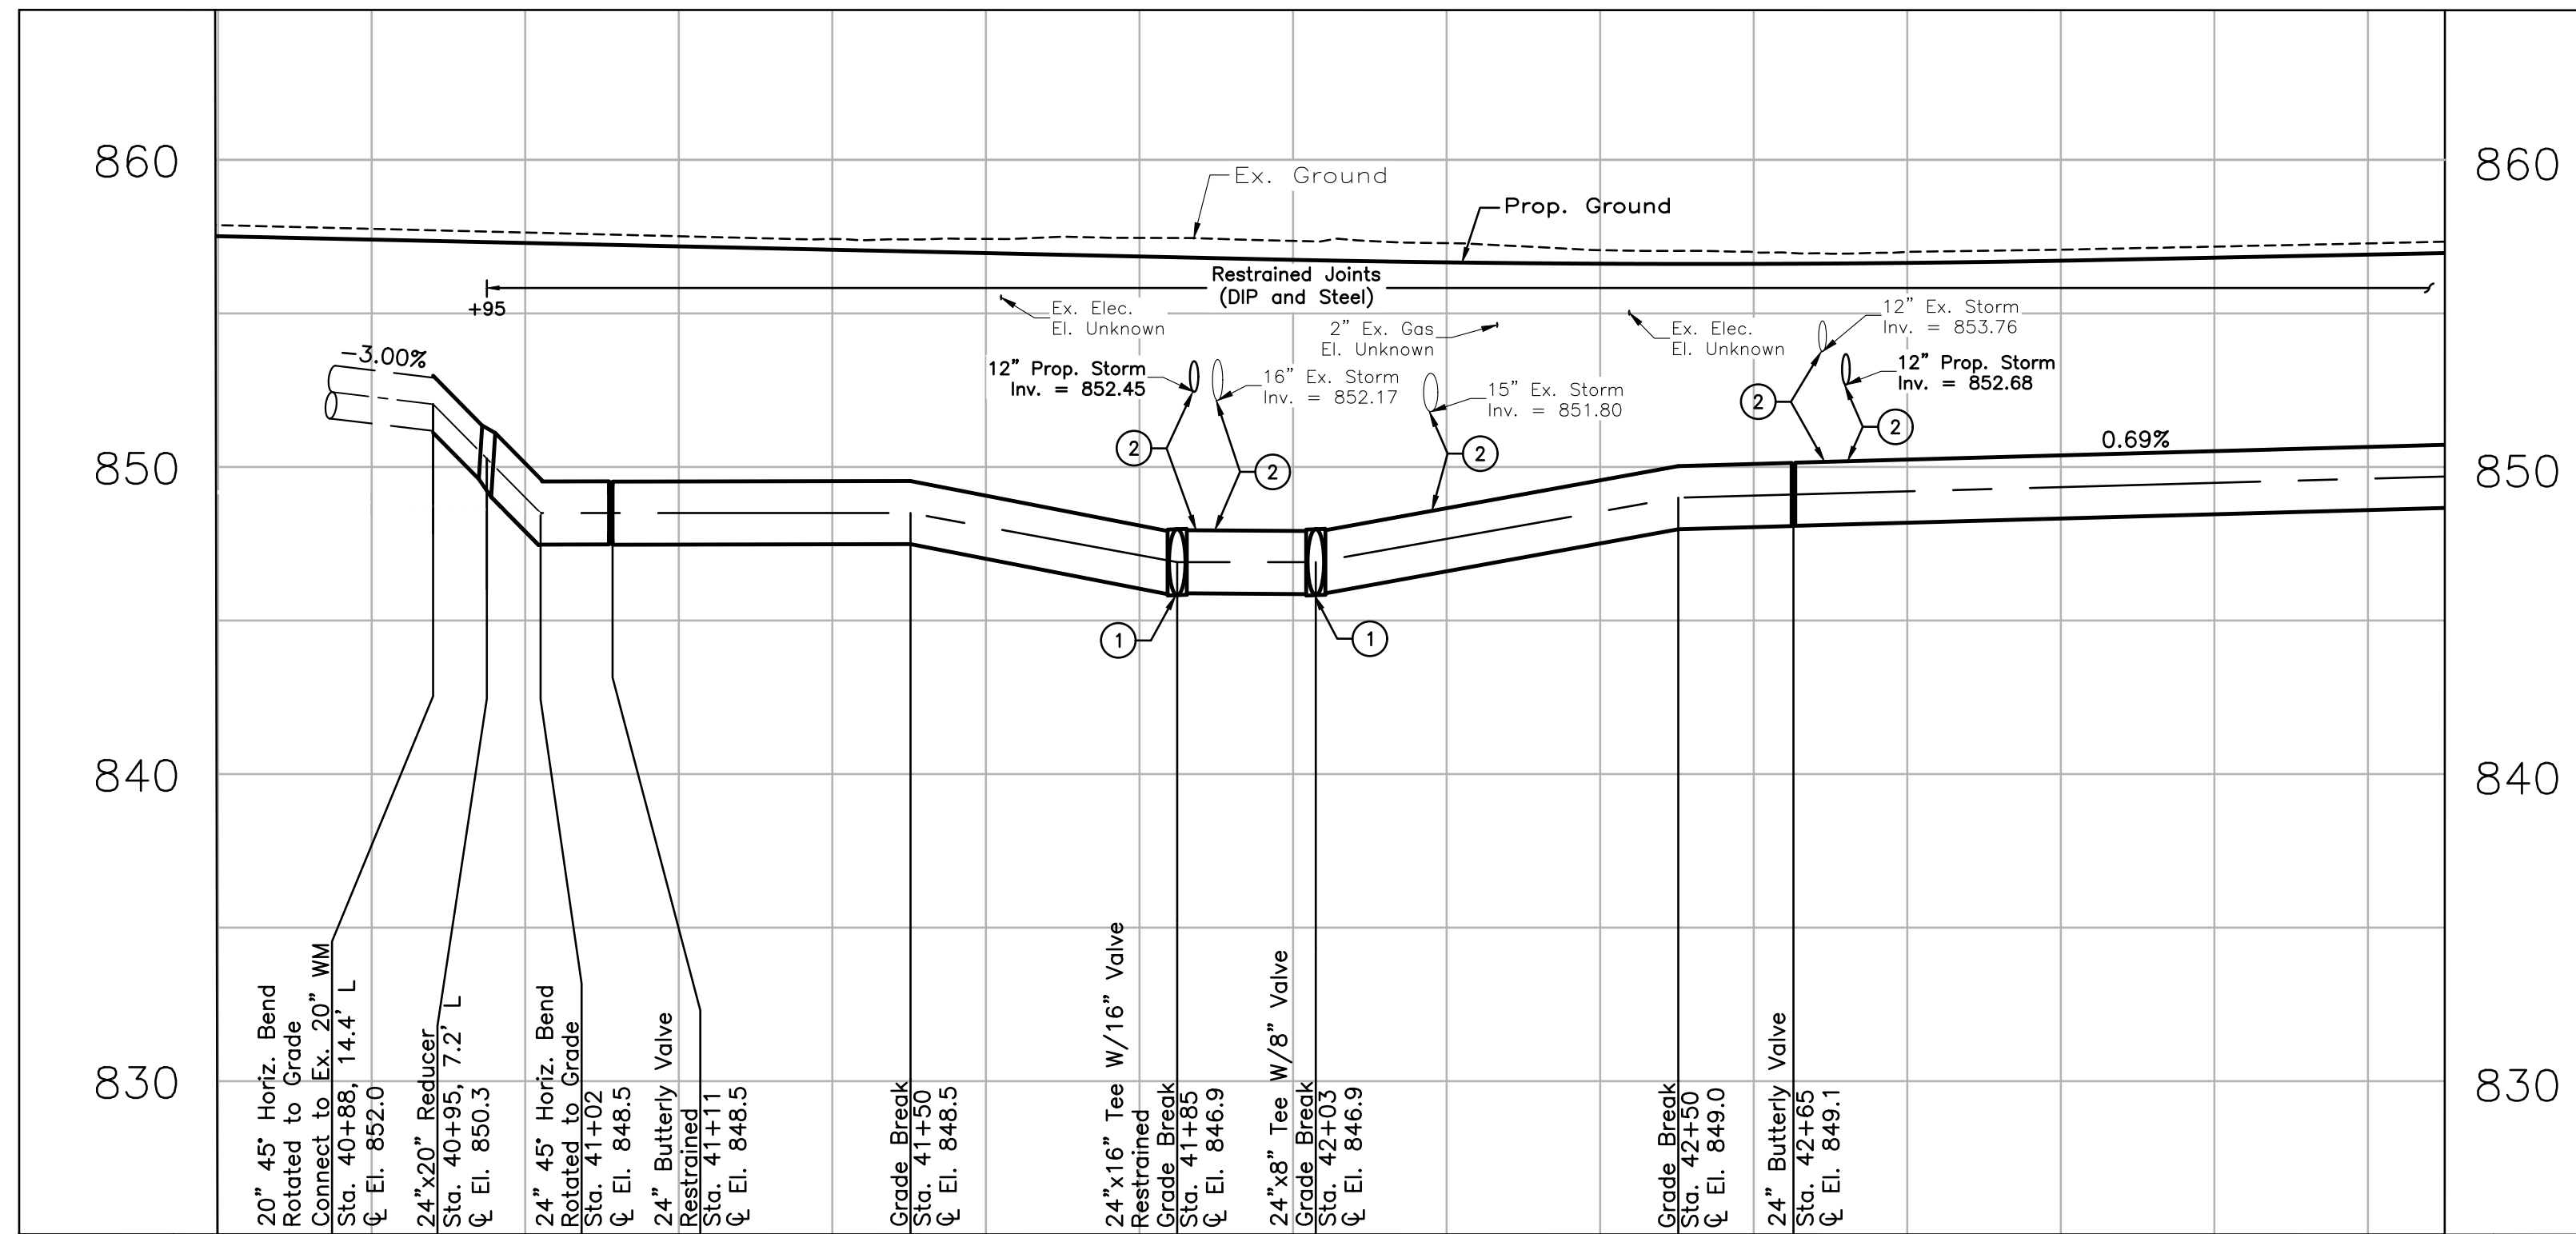 860
860
Ex. Ground
Prop. Ground
Restrained Joints
(DIP and Steel)
+95
Ex. Elec.
El. Unknown
2" Ex. Gas
El. Unknown
Ex. Elec.
El. Unknown
12" Ex. Storm
Inv. = 853.76
-3.00%
12" Prop. Storm
Inv. = 852.45
16" Ex. Storm
Inv. = 852.17
15" Ex. Storm
Inv. = 851.80
12" Prop. Storm
Inv. = 852.68
2
2
2
2
2
0.69%
850
850
1
1
840
840
830
830
20" 45° Horiz. Bend
Rotated to Grade
Connect to Ex. 20" WM
Sta. 40+88, 14.4' L
℄ El. 852.0
24"x20" Reducer
Sta. 40+95, 7.2' L
℄ El. 850.3
24" 45° Horiz. Bend
Rotated to Grade
Sta. 41+02
℄ El. 848.5
24" Butterly Valve
Restrained
Sta. 41+11
℄ El. 848.5
Grade Break
Sta. 41+50
℄ El. 848.5
24"x16" Tee W/16" Valve
Restrained
Grade Break
Sta. 41+85
℄ El. 846.9
24"x8" Tee W/8" Valve
Grade Break
Sta. 42+03
℄ El. 846.9
Grade Break
Sta. 42+50
℄ El. 849.0
24" Butterly Valve
Sta. 42+65
℄ El. 849.1